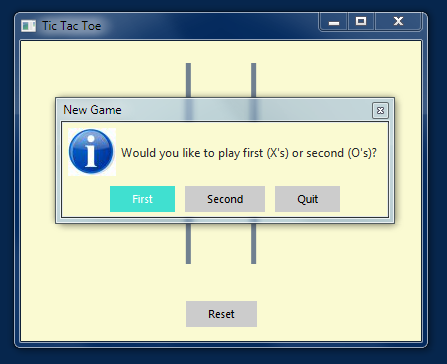 Tic Tac Toe
New Game
Would you like to play first (X's) or second (O's)?
First
Second
Quit
Reset